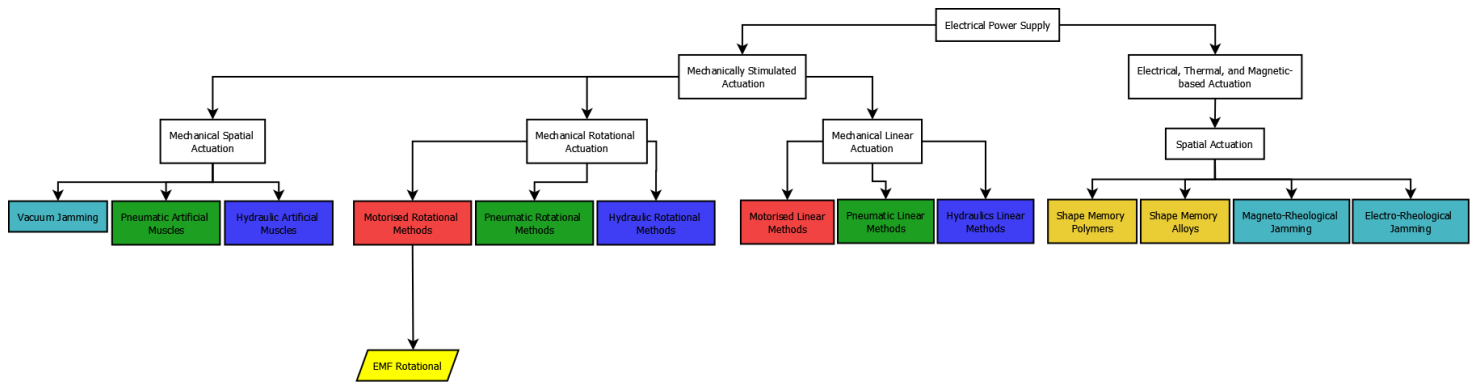 Electrical Power Supply
Mechanically Stimulated
Actuation
Electrical, Thermal, and Magnetic-
based Actuation
Mechanical Spatial
Actuation
Mechanical Rotational
Actuation
Mechanical Linear
Actuation
Spatial Actuation
Vacuum Jamming
Pneumatic Artificial
Muscles
Hydraulic Artificial
Muscles
Motorised Rotational
Methods
Pneumatic Rotational
Methods
Hydraulic Rotational
Methods
Motorised Linear
Methods
Pneumatic Linear
Methods
Hydraulics Linear
Methods
Shape Memory
Polymers
Shape Memory
Alloys
Magneto-Rheological
Jamming
Electro-Rheological
Jamming
EMF Rotational